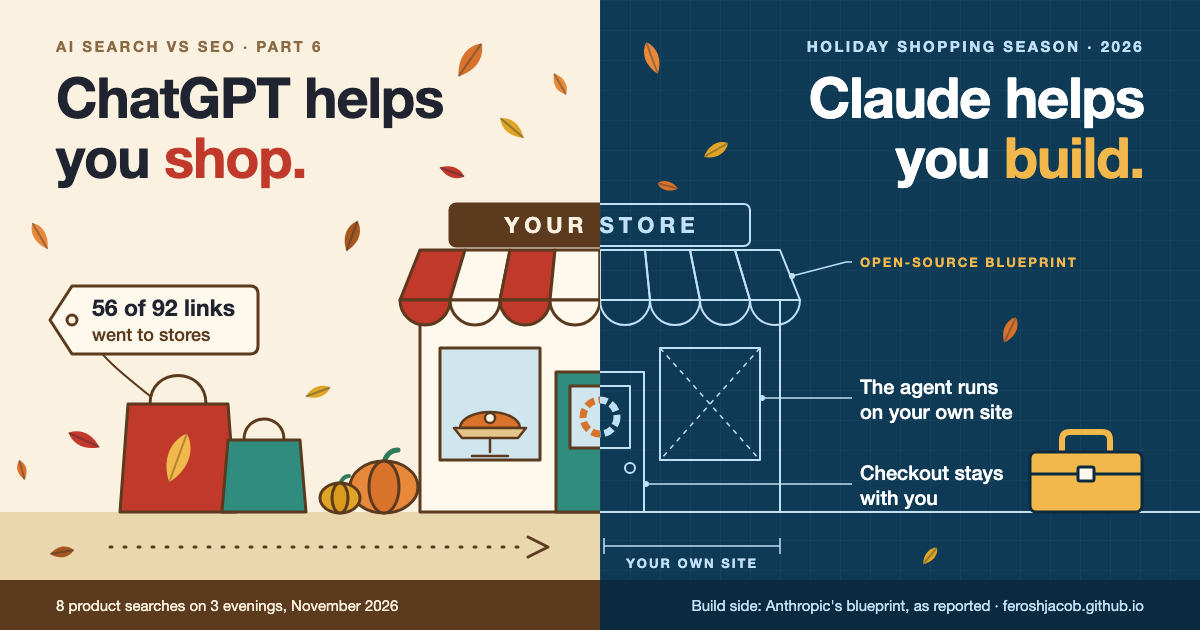 AI SEARCH VS SEO · PART 6
ChatGPT helps
you shop.
HOLIDAY SHOPPING SEASON · 2026
Claude helps
you build.
YOUR STORE
OPEN-SOURCE BLUEPRINT
56 of 92 links
went to stores
The agent runs
on your own site
Checkout stays
with you
YOUR OWN SITE
8 product searches on 3 evenings, November 2026
Build side: Anthropic's blueprint, as reported · feroshjacob.github.io